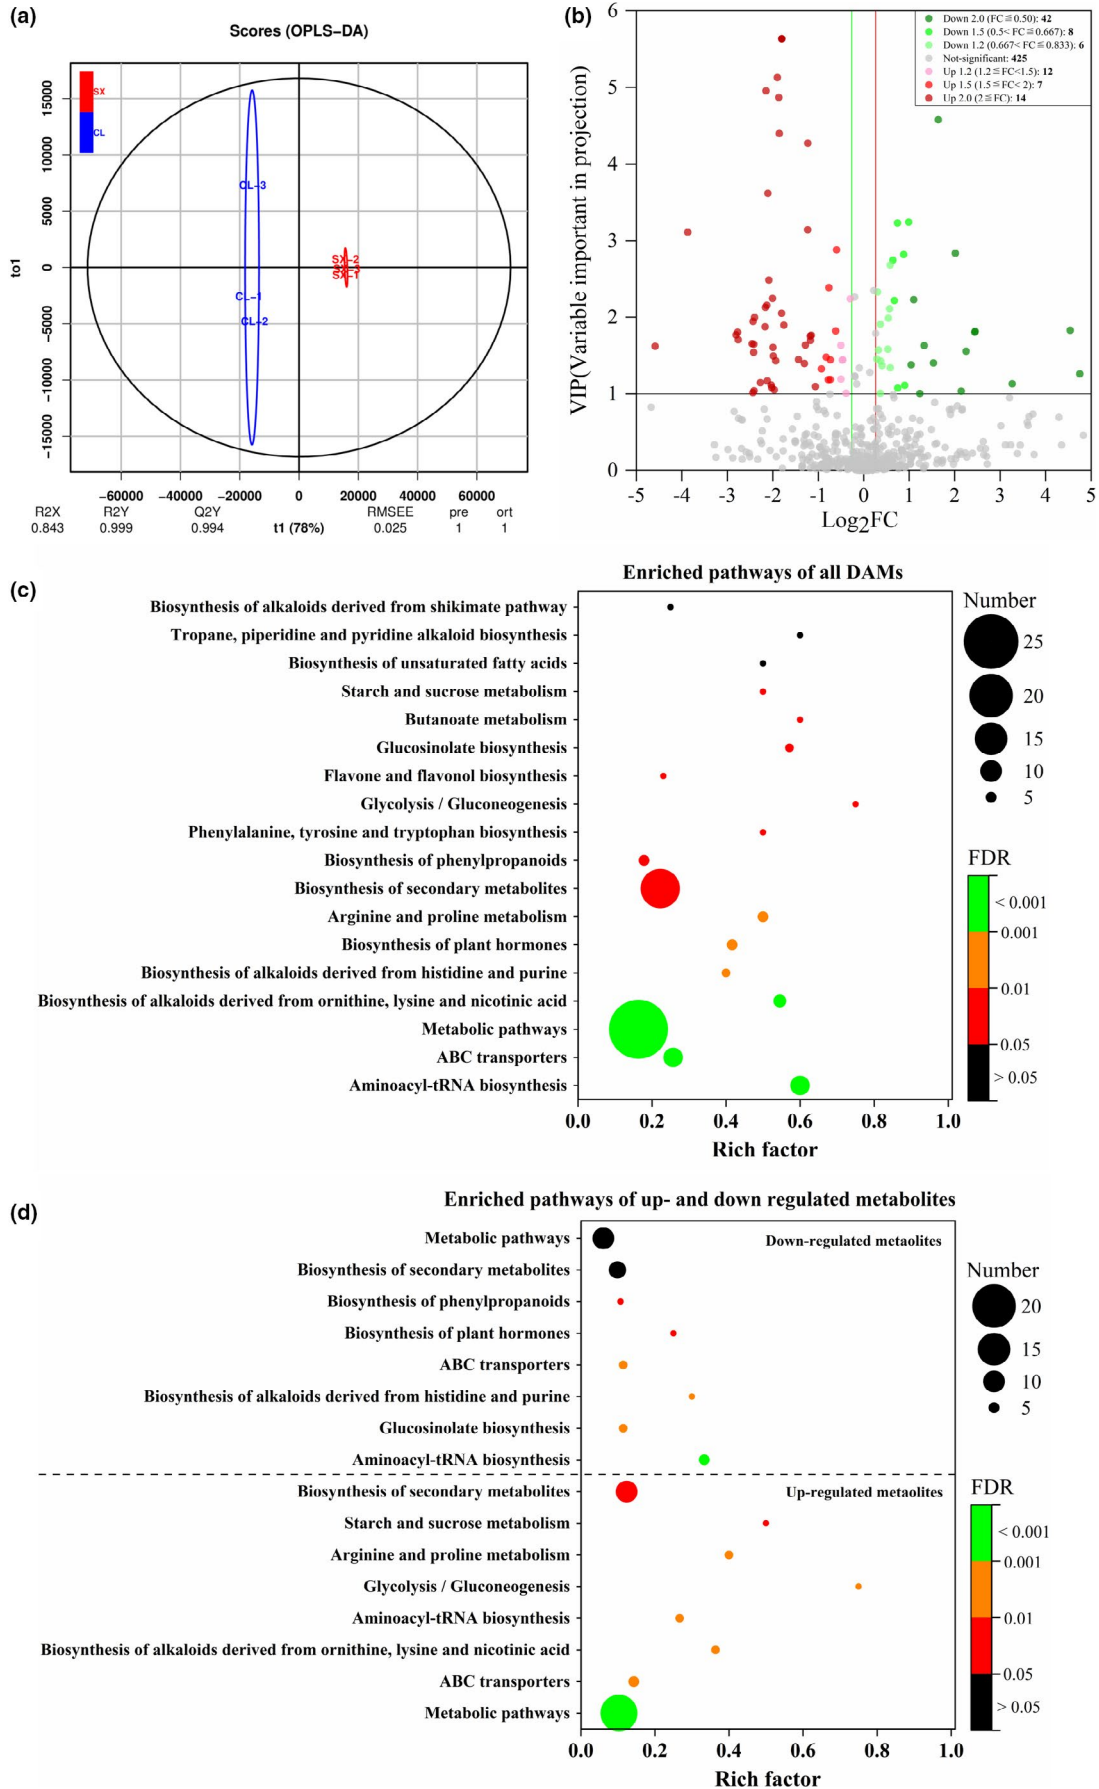 (a)
Scores (OPLS-DA)
SX
CL
15000
10000
5000
0
-5000
-10000
-15000
to1
CL-3
CL-1
CL-2
SX-2
SX-3
SX-1
-60000 -40000 -20000 0 20000 40000 60000
R2X R2Y Q2Y RMSEE pre ort
0.843 0.999 0.994 t1 (78%) 0.025 1 1
(b)
Down 2.0 (FC≦0.50): 42
Down 1.5 (0.5< FC≦0.667): 8
Down 1.2 (0.667< FC≦0.833): 6
Not-significant: 425
Up 1.2 (1.2≦FC<1.5): 12
Up 1.5 (1.5≦FC< 2): 7
Up 2.0 (2≦FC): 14
6
5
4
3
2
1
0
VIP(Variable important in projection)
-5 -4 -3 -2 -1 0 1 2 3 4 5
Log2FC
(c)
Enriched pathways of all DAMs
Biosynthesis of alkaloids derived from shikimate pathway
Tropane, piperidine and pyridine alkaloid biosynthesis
Biosynthesis of unsaturated fatty acids
Starch and sucrose metabolism
Butanoate metabolism
Glucosinolate biosynthesis
Flavone and flavonol biosynthesis
Glycolysis / Gluconeogenesis
Phenylalanine, tyrosine and tryptophan biosynthesis
Biosynthesis of phenylpropanoids
Biosynthesis of secondary metabolites
Arginine and proline metabolism
Biosynthesis of plant hormones
Biosynthesis of alkaloids derived from histidine and purine
Biosynthesis of alkaloids derived from ornithine, lysine and nicotinic acid
Metabolic pathways
ABC transporters
Aminoacyl-tRNA biosynthesis
0.0 0.2 0.4 0.6 0.8 1.0
Rich factor
Number
25
20
15
10
5
FDR
< 0.001
0.001
0.01
0.05
> 0.05
(d)
Enriched pathways of up- and down regulated metabolites
Down-regulated metaolites
Metabolic pathways
Biosynthesis of secondary metabolites
Biosynthesis of phenylpropanoids
Biosynthesis of plant hormones
ABC transporters
Biosynthesis of alkaloids derived from histidine and purine
Glucosinolate biosynthesis
Aminoacyl-tRNA biosynthesis
Up-regulated metaolites
Biosynthesis of secondary metabolites
Starch and sucrose metabolism
Arginine and proline metabolism
Glycolysis / Gluconeogenesis
Aminoacyl-tRNA biosynthesis
Biosynthesis of alkaloids derived from ornithine, lysine and nicotinic acid
ABC transporters
Metabolic pathways
0.0 0.2 0.4 0.6 0.8 1.0
Rich factor
Number
20
15
10
5
FDR
< 0.001
0.001
0.01
0.05
> 0.05